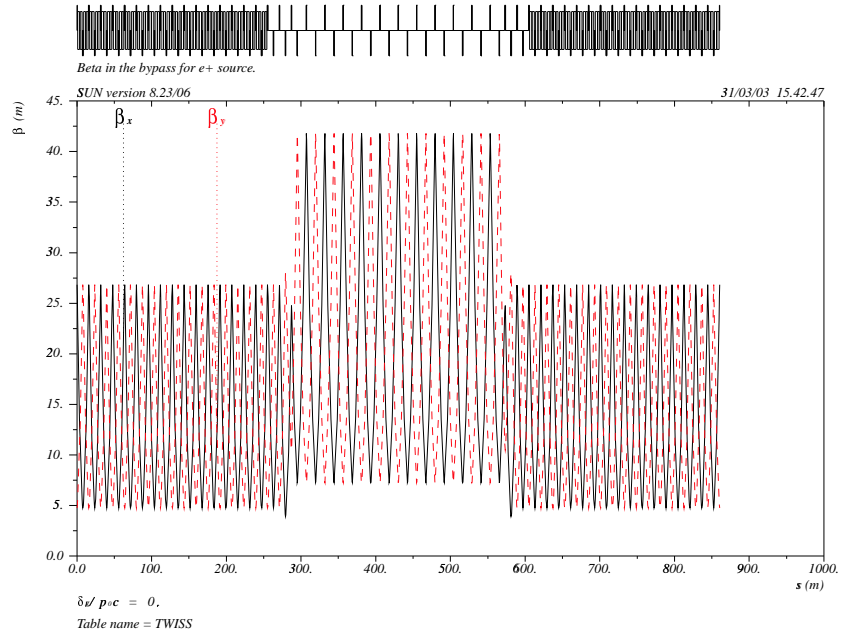 Beta in the bypass for e+ source.
SUN version 8.23/06 31/03/03 15.42.47
β (m)
45.
βx βy
40.
35.
30.
25.
20.
15.
10.
5.
0.0
0.0 100. 200. 300. 400. 500. 600. 700. 800. 900. 1000.
s (m)
δE/ p0c = 0.
Table name = TWISS